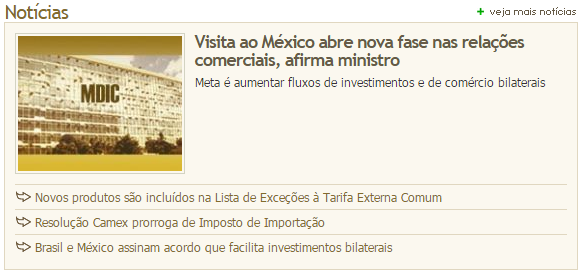 Notícias
veja mais notícias
MDIC
Visita ao México abre nova fase nas relações
comerciais, afirma ministro
Meta é aumentar fluxos de investimentos e de comércio bilaterais
Novos produtos são incluídos na Lista de Exceções à Tarifa Externa Comum
Resolução Camex prorroga de Imposto de Importação
Brasil e México assinam acordo que facilita investimentos bilaterais